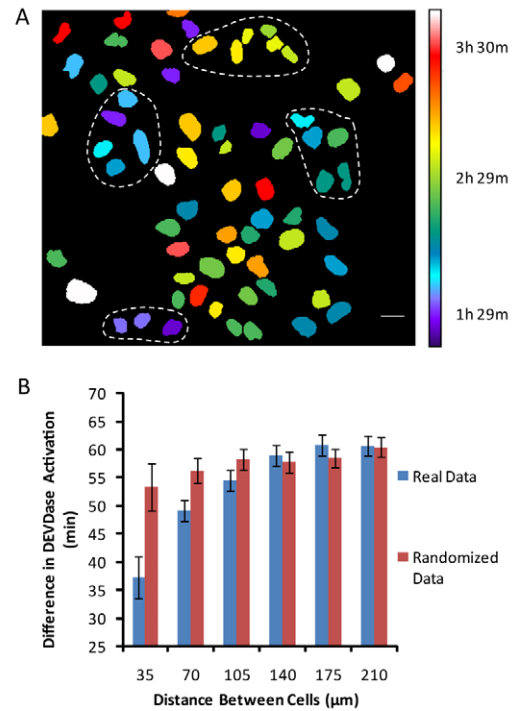 A
3h 30m
2h 29m
1h 29m
B
Difference in DEVDase Activation
(min)
70
65
60
55
50
45
40
35
30
25
35 70 105 140 175 210
Distance Between Cells (µm)
Real Data
Randomized
Data